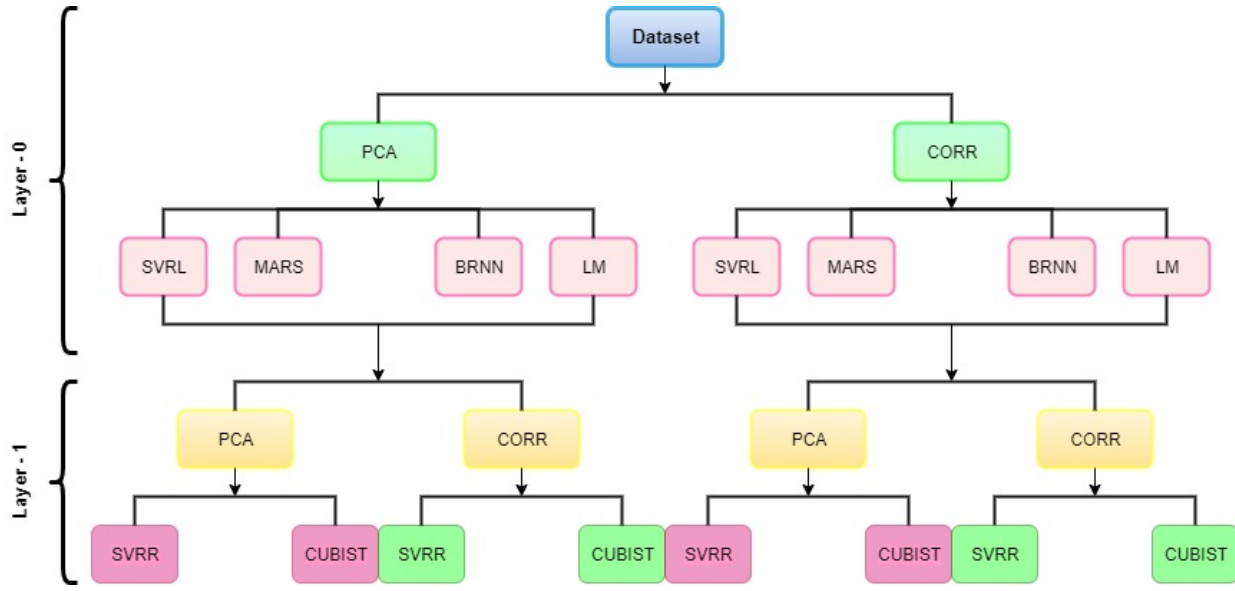 Dataset
Layer - 0
PCA
CORR
SVRL
MARS
BRNN
LM
SVRL
MARS
BRNN
LM
Layer - 1
PCA
CORR
PCA
CORR
SVRR
CUBIST
SVRR
CUBIST
SVRR
CUBIST
SVRR
CUBIST